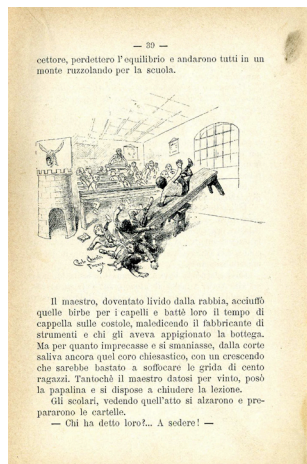 — 39 —
cettore, perdettero l'equilibrio e andarono tutti in un
monte ruzzolando per la scuola.
Il maestro, doventato livido dalla rabbia, acciuffò
quelle birbe per i capelli e battè loro il tempo di
cappella sulle costole, maledicendo il fabbricante di
strumenti e chi gli aveva appigionato la bottega.
Ma per quanto imprecasse e si smaniasse, dalla corte
saliva ancora quel coro chiesastico, con un crescendo
che sarebbe bastato a soffocare le grida di cento
ragazzi. Tantochè il maestro datosi per vinto, posò
la papalina e si dispose a chiudere la lezione.
Gli scolari, vedendo quell'atto si alzarono e pre-
pararono le cartelle.
— Chi ha detto loro?... A sedere! —